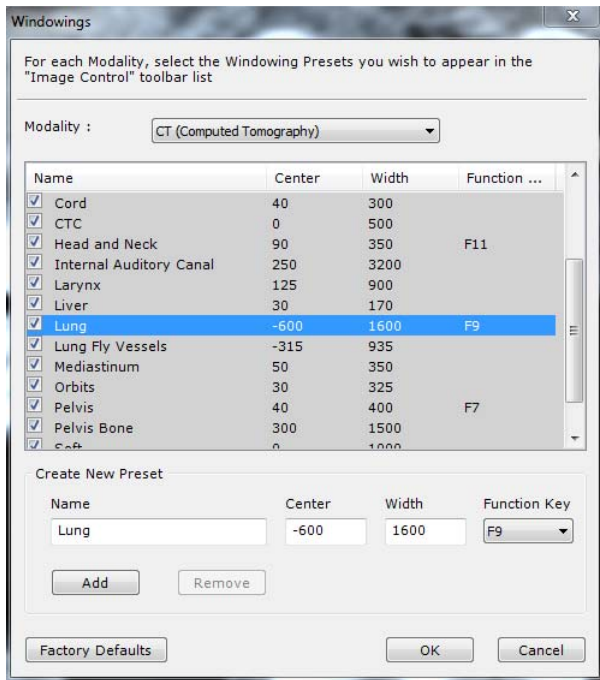 Windowings
X
For each Modality, select the Windowing Presets you wish to appear in the
"Image Control" toolbar list
Modality : CT (Computed Tomography)
Name Center Width Function ...
Cord 40 300
CTC 0 500
Head and Neck 90 350 F11
Internal Auditory Canal 250 3200
Larynx 125 900
Liver 30 170
Lung -600 1600 F9
Lung Fly Vessels -315 935
Mediastinum 50 350
Orbits 30 325
Pelvis 40 400 F7
Pelvis Bone 300 1500
Soft 0 1000
Create New Preset
Name Center Width Function Key
Lung -600 1600 F9
Add Remove
Factory Defaults OK Cancel